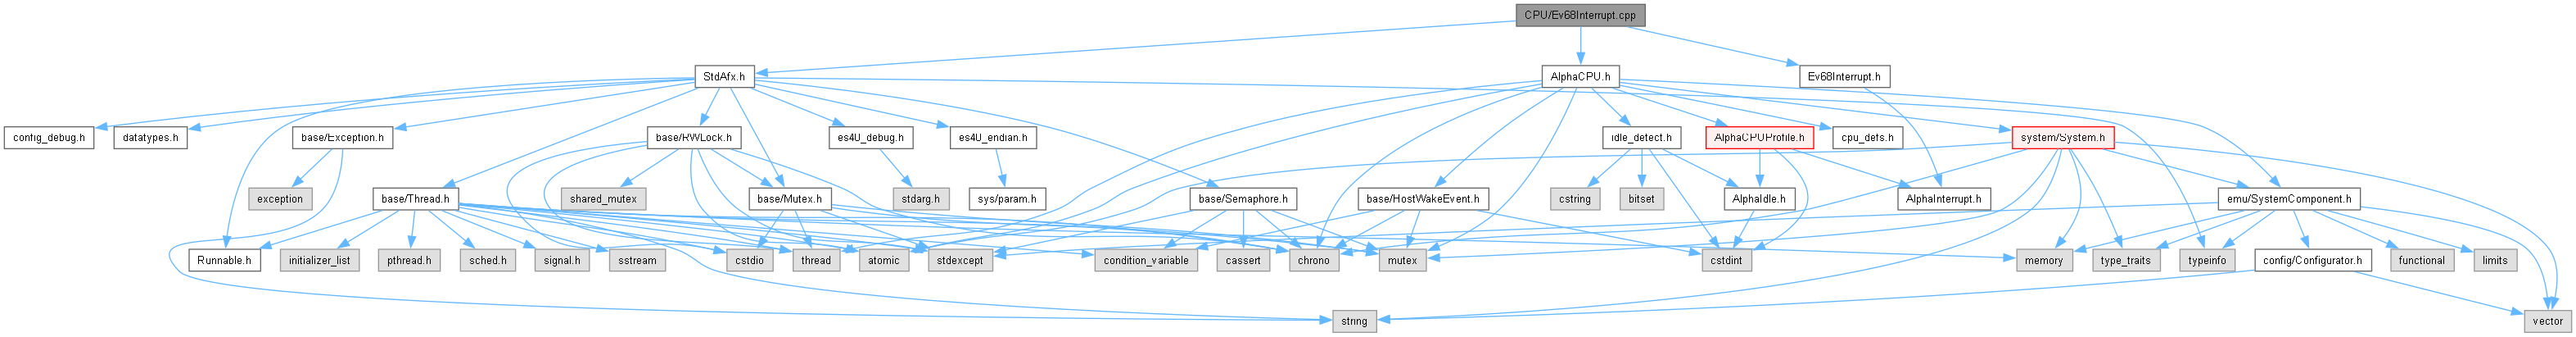 CPU/Ev68Interrupt.cpp
StdAfx.h
AlphaCPU.h
Ev68Interrupt.h
config_debug.h
datatypes.h
base/Exception.h
base/RWLock.h
es4U_debug.h
es4U_endian.h
idle_detect.h
AlphaCPUProfile.h
cpu_defs.h
system/System.h
exception
base/Thread.h
shared_mutex
base/Mutex.h
stdarg.h
sys/param.h
base/Semaphore.h
base/HostWakeEvent.h
cstring
bitset
AlphaIdle.h
AlphaInterrupt.h
emu/SystemComponent.h
Runnable.h
initializer_list
pthread.h
sched.h
signal.h
sstream
cstdio
thread
atomic
stdexcept
condition_variable
cassert
chrono
mutex
cstdint
memory
type_traits
typeinfo
config/Configurator.h
functional
limits
string
vector